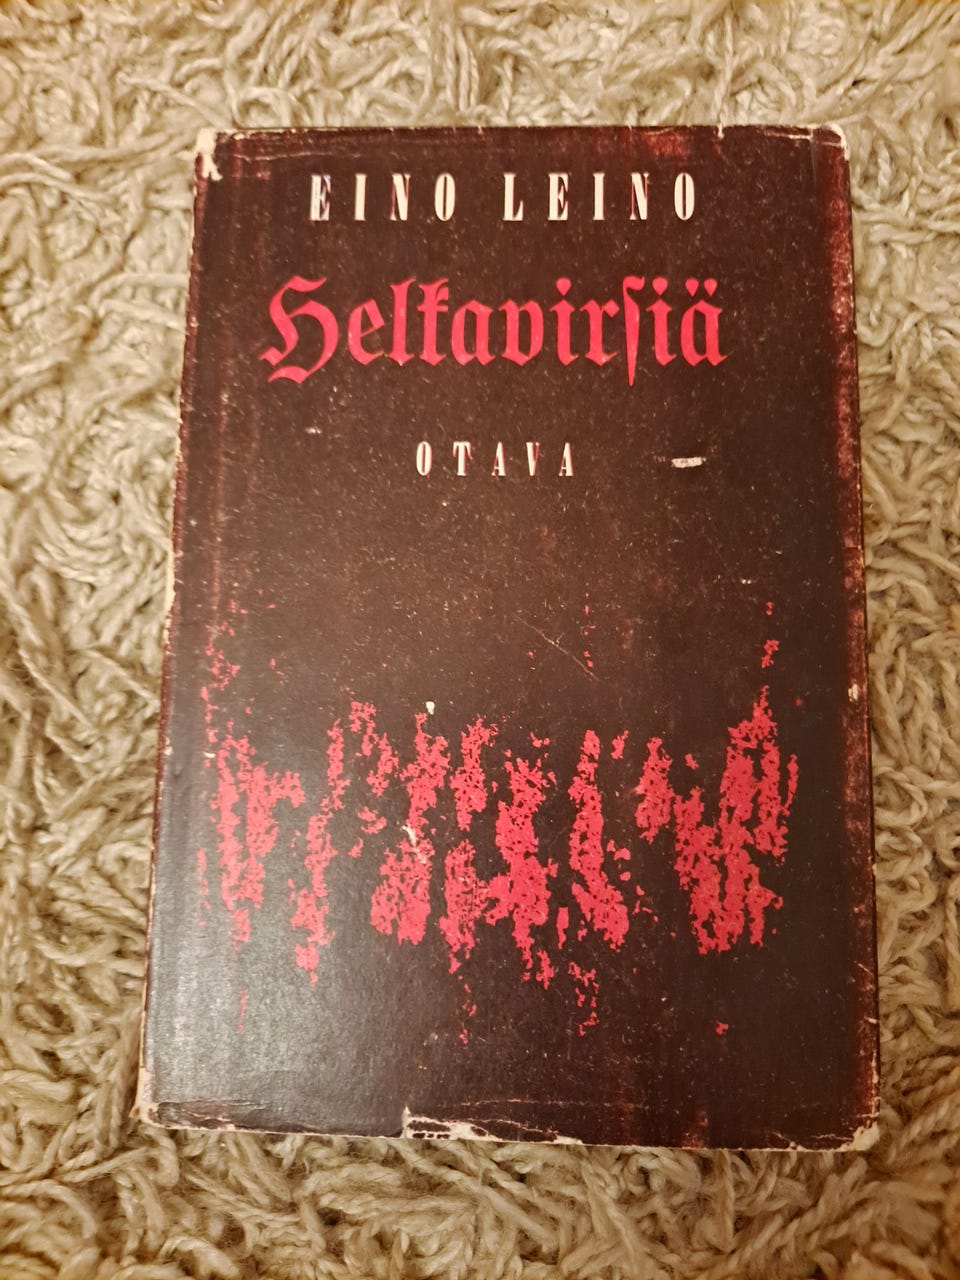 EINO LEINO
Helkavirſiä
OTAVA